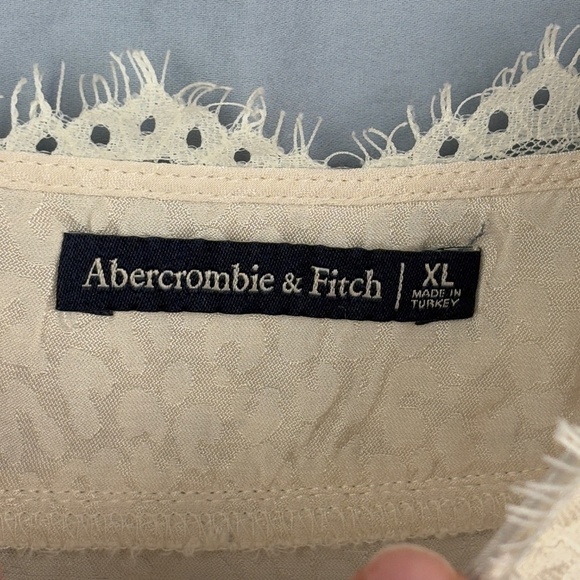 Abercrombie & Fitch | XL
MADE IN
TURKEY